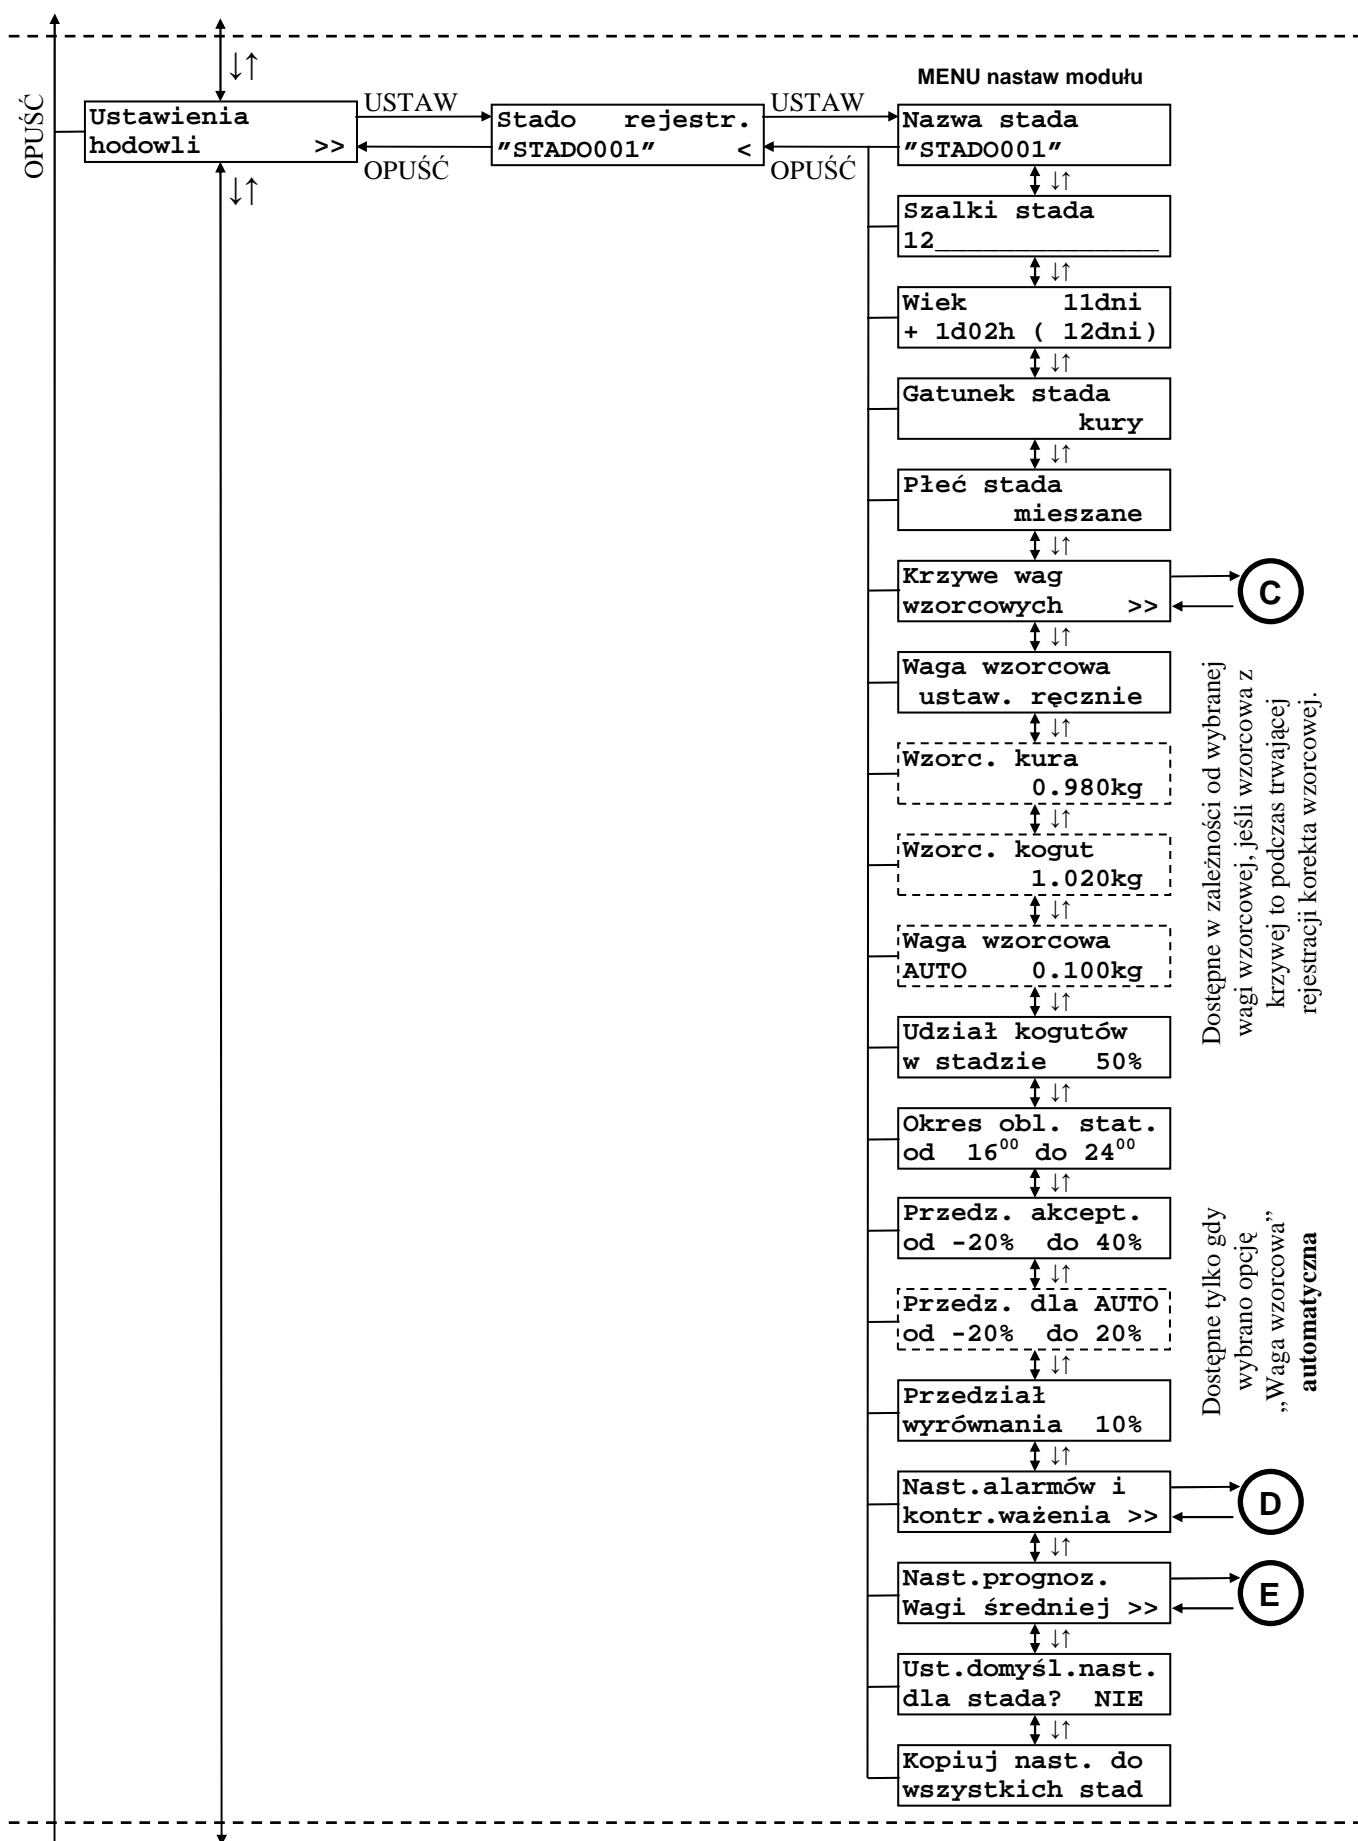 ↓↑
MENU nastaw modułu
OPUŚĆ
Ustawienia
hodowli >>
USTAW
OPUŚĆ
Stado rejestr.
"STADO001" <
USTAW
OPUŚĆ
Nazwa stada
"STADO001"
↓↑
↓↑
Szalki stada
12______________
↓↑
Wiek 11dni
+ 1d02h ( 12dni)
↓↑
Gatunek stada
kury
↓↑
Płeć stada
mieszane
↓↑
Krzywe wag
wzorcowych >>
C
↓↑
Waga wzorcowa
ustaw. ręcznie
↓↑
Wzorc. kura
0.980kg
↓↑
Wzorc. kogut
1.020kg
↓↑
Waga wzorcowa
AUTO 0.100kg
Dostępne w zależności od wybranej
wagi wzorcowej, jeśli wzorcowa z
krzywej to podczas trwającej
rejestracji korekta wzorcowej.
↓↑
Udział kogutów
w stadzie 50%
↓↑
Okres obl. stat.
od 16⁰⁰ do 24⁰⁰
↓↑
Przedz. akcept.
od -20% do 40%
↓↑
Przedz. dla AUTO
od -20% do 20%
Dostępne tylko gdy
wybrano opcję
„Waga wzorcowa”
automatyczna
↓↑
Przedział
wyrównania 10%
↓↑
Nast.alarmów i
kontr.ważenia >>
D
↓↑
Nast.prognoz.
Wagi średniej >>
E
↓↑
Ust.domyśl.nast.
dla stada? NIE
↓↑
Kopiuj nast. do
wszystkich stad